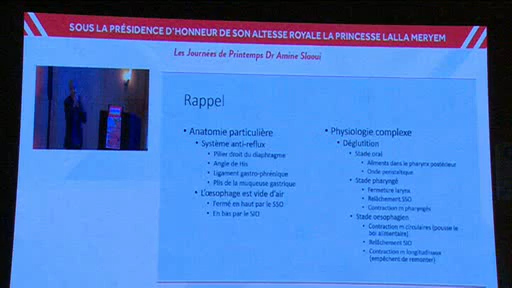 SOUS LA PRÉSIDENCE D'HONNEUR DE SON ALTESSE ROYALE LA PRINCESSE LALLA MERYEM
Les Journées de Printemps Dr Amine Slaoui
Rappel
• Anatomie particulière
• Système anti-reflux
• Pilier droit du diaphragme
• Angle de His
• Ligament gastro-phrénique
• Plis de la muqueuse gastrique
• L'œsophage est vide d'air
• Fermé en haut par le SSO
• En bas par le SIO
• Physiologie complexe
• Déglutition
• Stade oral
• Aliments dans le pharynx postérieur
• Onde péristaltique
• Stade pharyngé
• Fermeture larynx
• Relâchement SSO
• Contraction m pharyngés
• Stade oesophagien
• Contraction m circulaires (pousse le
bol alimentaire)
• Relâchement SIO
• Contraction m longitudinaux
(empêchent de remonter)